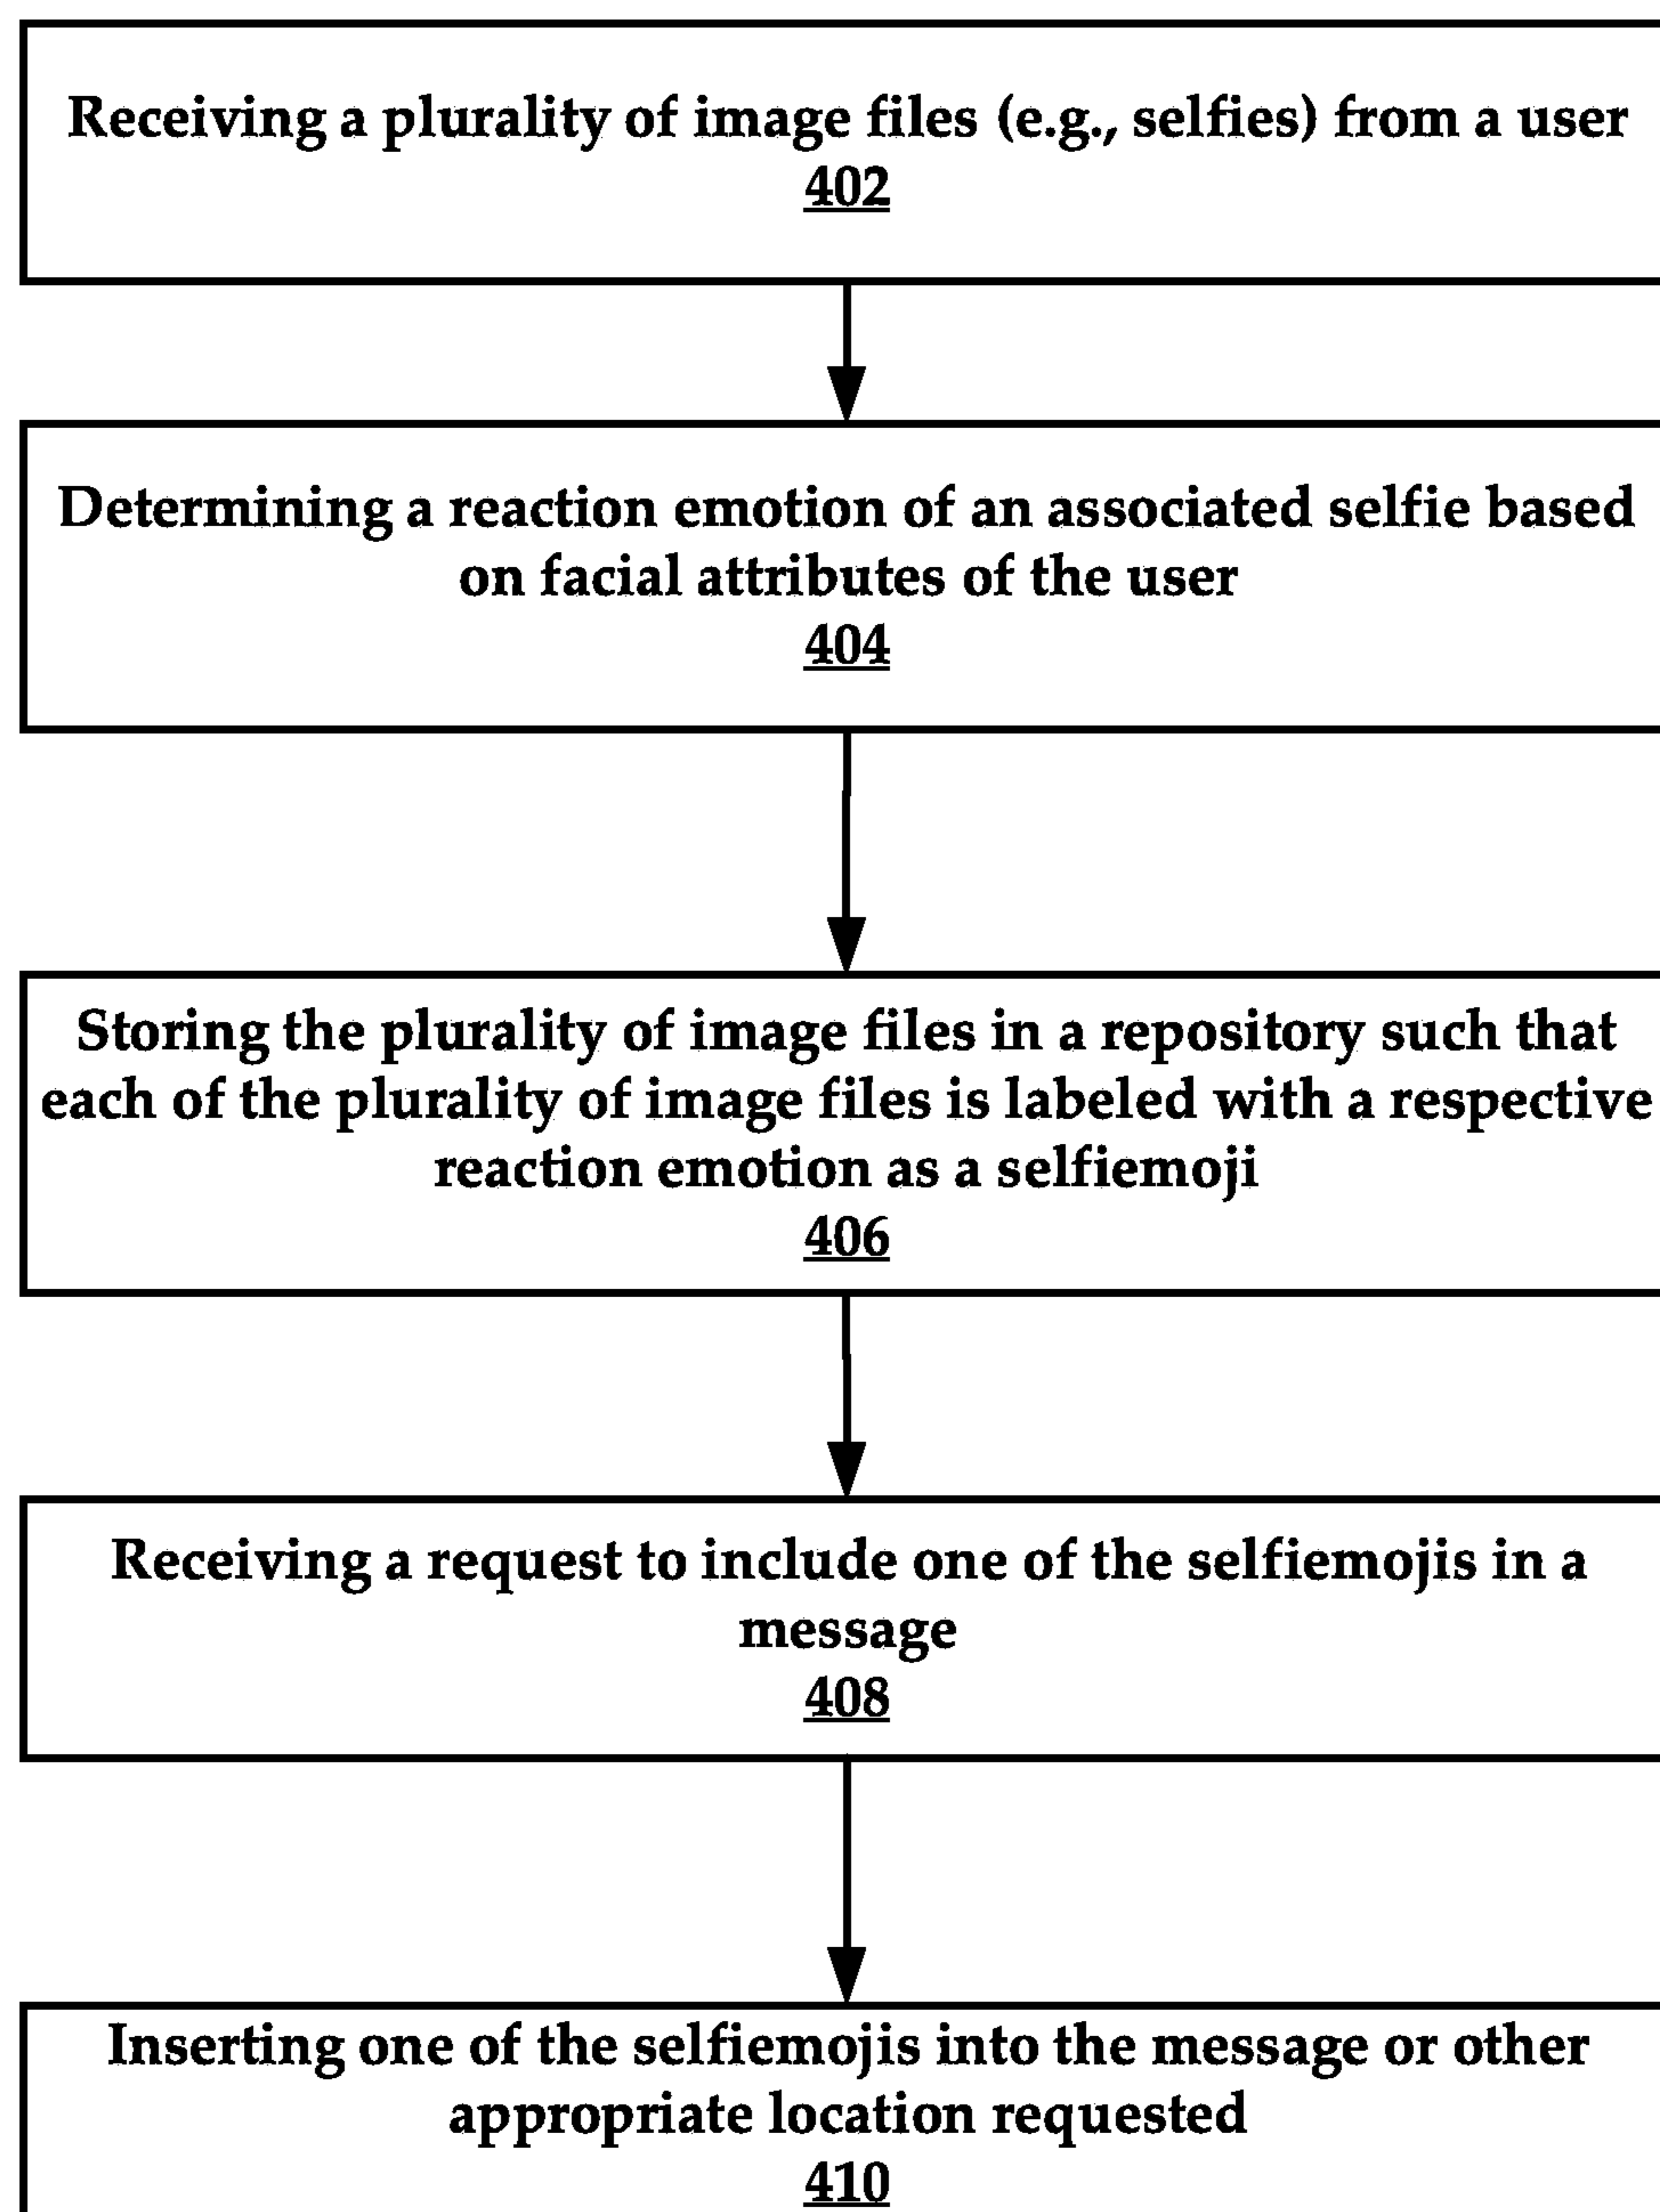 Receiving a plurality of image files (e.g., selfies) from a user
402
Determining a reaction emotion of an associated selfie based
on facial attributes of the user
404
Storing the plurality of image files in a repository such that
each of the plurality of image files is labeled with a respective
reaction emotion as a selfiemoji
406
Receiving a request to include one of the selfiemojis in a
message
408
Inserting one of the selfiemojis into the message or other
appropriate location requested
410